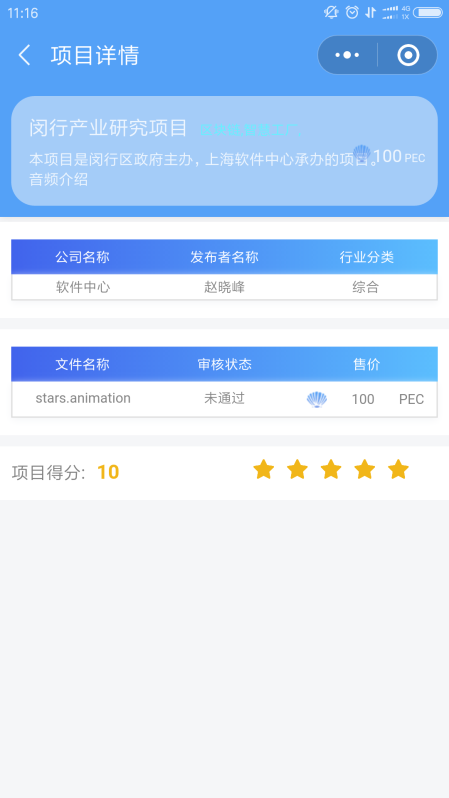 11:16
4G
1X
项目详情
闵行产业研究项目
本项目是闵行区政府主办，上海软件中心承办的项目。
100 PEC
音频介绍
公司名称 发布者名称 行业分类
软件中心 赵晓峰 综合
文件名称 审核状态 售价
stars.animation 未通过 100 PEC
项目得分: 10